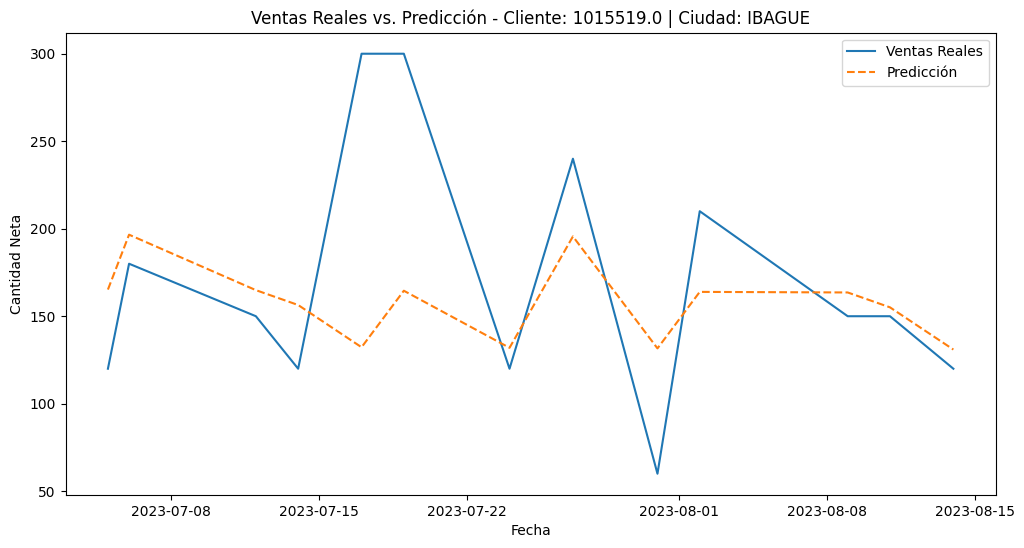 Ventas Reales vs. Predicción - Cliente: 1015519.0 | Ciudad: IBAGUE
Ventas Reales
Predicción
Cantidad Neta
300
250
200
150
100
50
2023-07-08
2023-07-15
2023-07-22
2023-08-01
2023-08-08
2023-08-15
Fecha